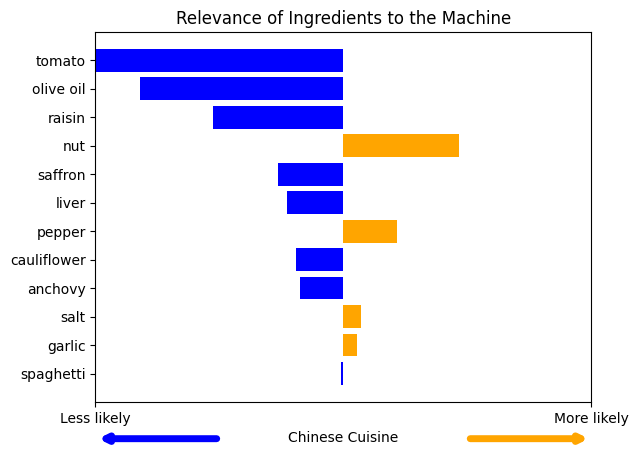 Relevance of Ingredients to the Machine
tomato
olive oil
raisin
nut
saffron
liver
pepper
cauliflower
anchovy
salt
garlic
spaghetti
Less likely
More likely
Chinese Cuisine